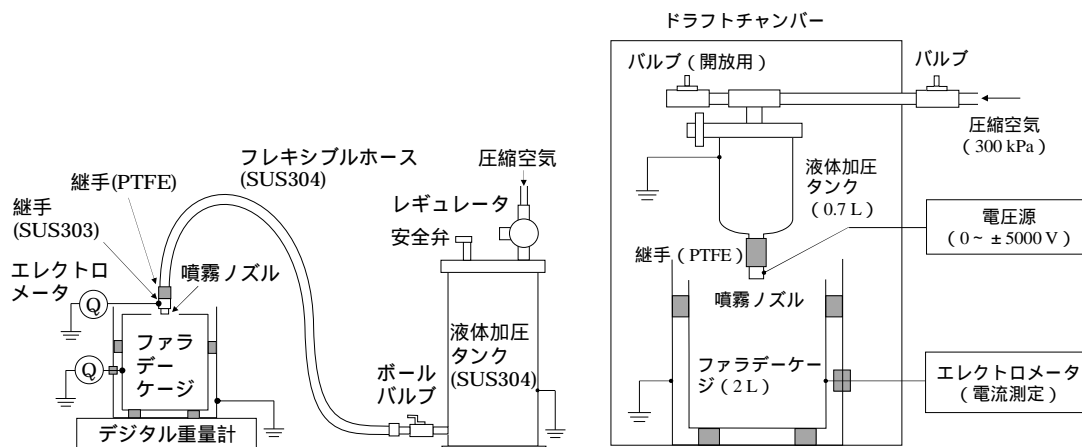 フレキシブルホース
(SUS304)
圧縮空気
継手(PTFE)
レギュレータ
継手
(SUS303)
安全弁
エレクトロ
メータ
噴霧ノズル
Q
ファラ
デー
ケージ
Q
液体加圧
タンク
(SUS304)
ボール
バルブ
デジタル重量計
ドラフトチャンバー
バルブ(開放用)
バルブ
圧縮空気
(300 kPa)
液体加圧
タンク
(0.7 L)
電圧源
(0~±5000 V)
継手(PTFE)
噴霧ノズル
ファラデーケー
ジ(2 L)
エレクトロメータ
(電流測定)